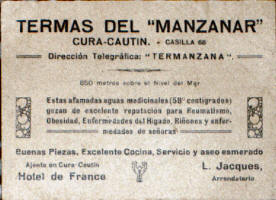 TERMAS DEL "MANZANAR"
CURA-CAUTIN. - CASILLA 66
Dirección Telegráfica: "TERMANZANA".
850 metros sobre el Nivel del Mar
Estas afamadas aguas medicinales (58° centígrados)
gozan de excelente reputación para Reumatismo,
Obesidad, Enfermedades del Hígado, Riñones y enfer-
medades de señoras
Buenas Piezas, Excelente Cocina, Servicio y aseo esmerado
Ajente en Cura-Cautín
Hotel de France
L. Jacques,
Arrendatario